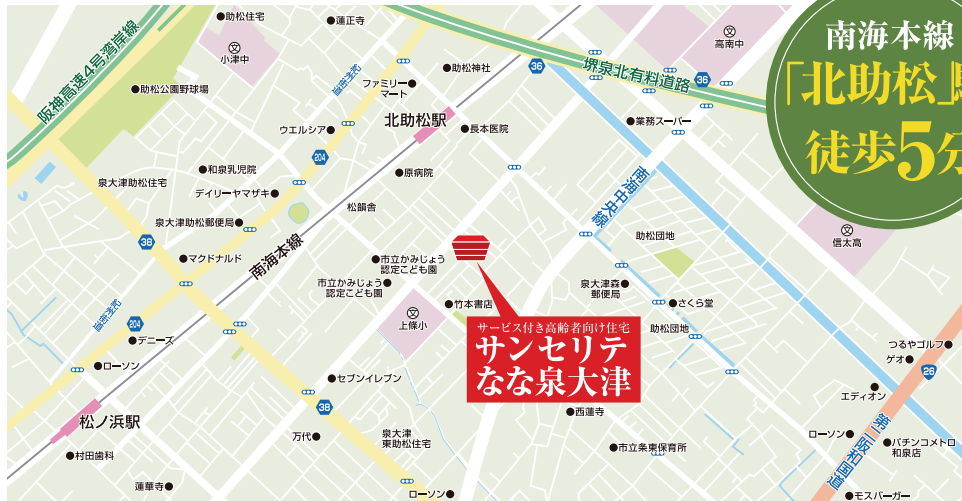 助松住宅
蓮正寺
小津中
文
阪神高速4号湾岸線
助松公園野球場
府道堺阪南線
ファミリー
マート
助松神社
36
高南中
文
堺泉北有料道路
36
南海本線
「北助松」駅
徒歩5分
北助松駅
長本医院
業務スーパー
ウエルシア
204
和泉乳児院
原病院
泉大津助松住宅
デイリーヤマザキ
松韻舎
南海中央線
泉大津助松郵便局
38
南海本線
マクドナルド
市立かみじょう
認定こども園
市立かみじょう
認定こども園
助松団地
文
信太高
泉大津森
郵便局
竹本書店
さくら堂
文
上條小
204
デニーズ
助松団地
サービス付き高齢者向け住宅
サンセリテ
なな泉大津
つるやゴルフ
ゲオ
26
ローソン
セブンイレブン
エディオン
38
松ノ浜駅
西蓮寺
万代
泉大津
東助松住宅
市立条東保育所
ローソン
第二阪和国道
パチンコメトロ
和泉店
村田歯科
蓮華寺
ローソン
モスバーガー